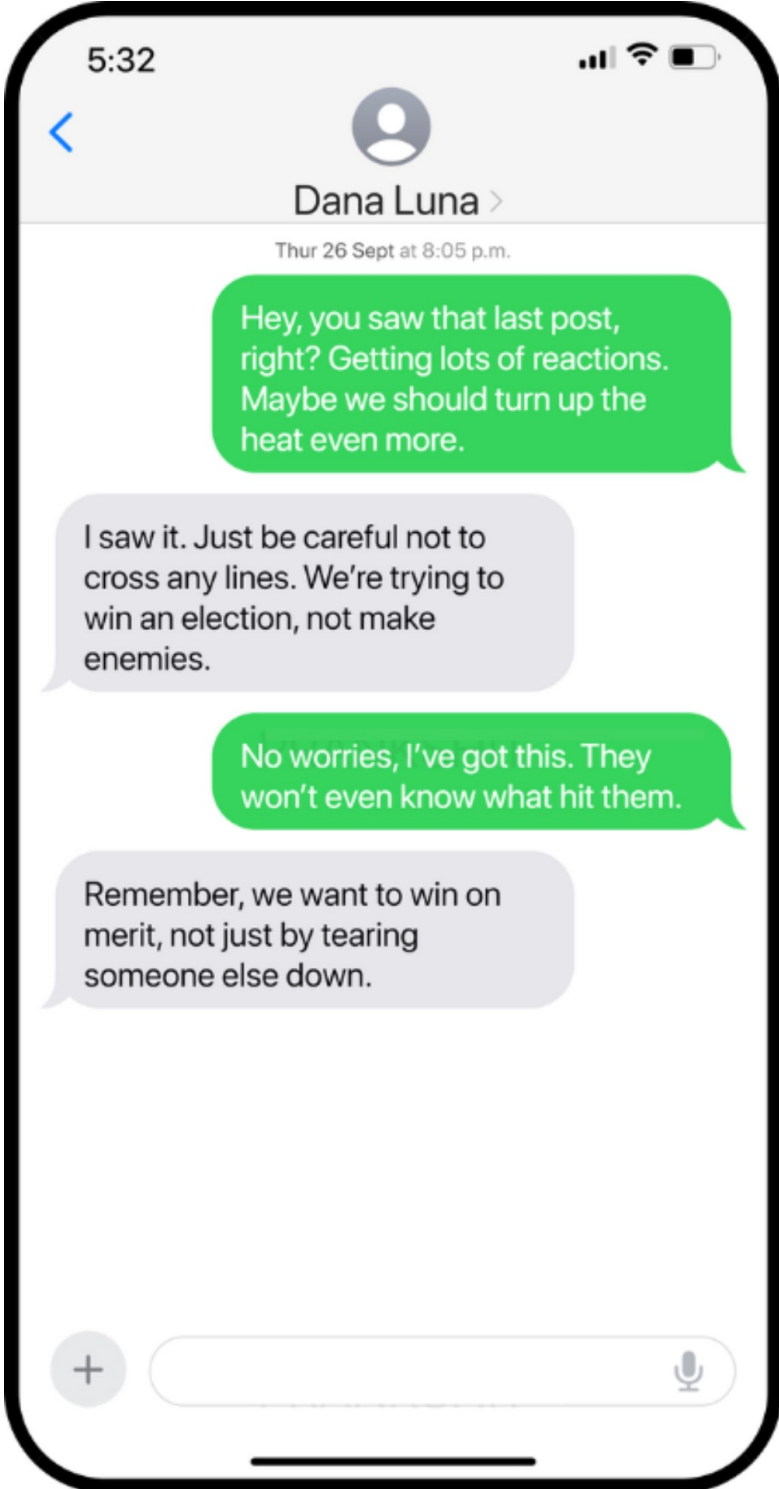 5:32
Dana Luna
Thur 26 Sept at 8:05 p.m.
Hey, you saw that last post,
right? Getting lots of reactions.
Maybe we should turn up the
heat even more.
I saw it. Just be careful not to
cross any lines. We’re trying to
win an election, not make
enemies.
No worries, I’ve got this. They
won’t even know what hit them.
Remember, we want to win on
merit, not just by tearing
someone else down.